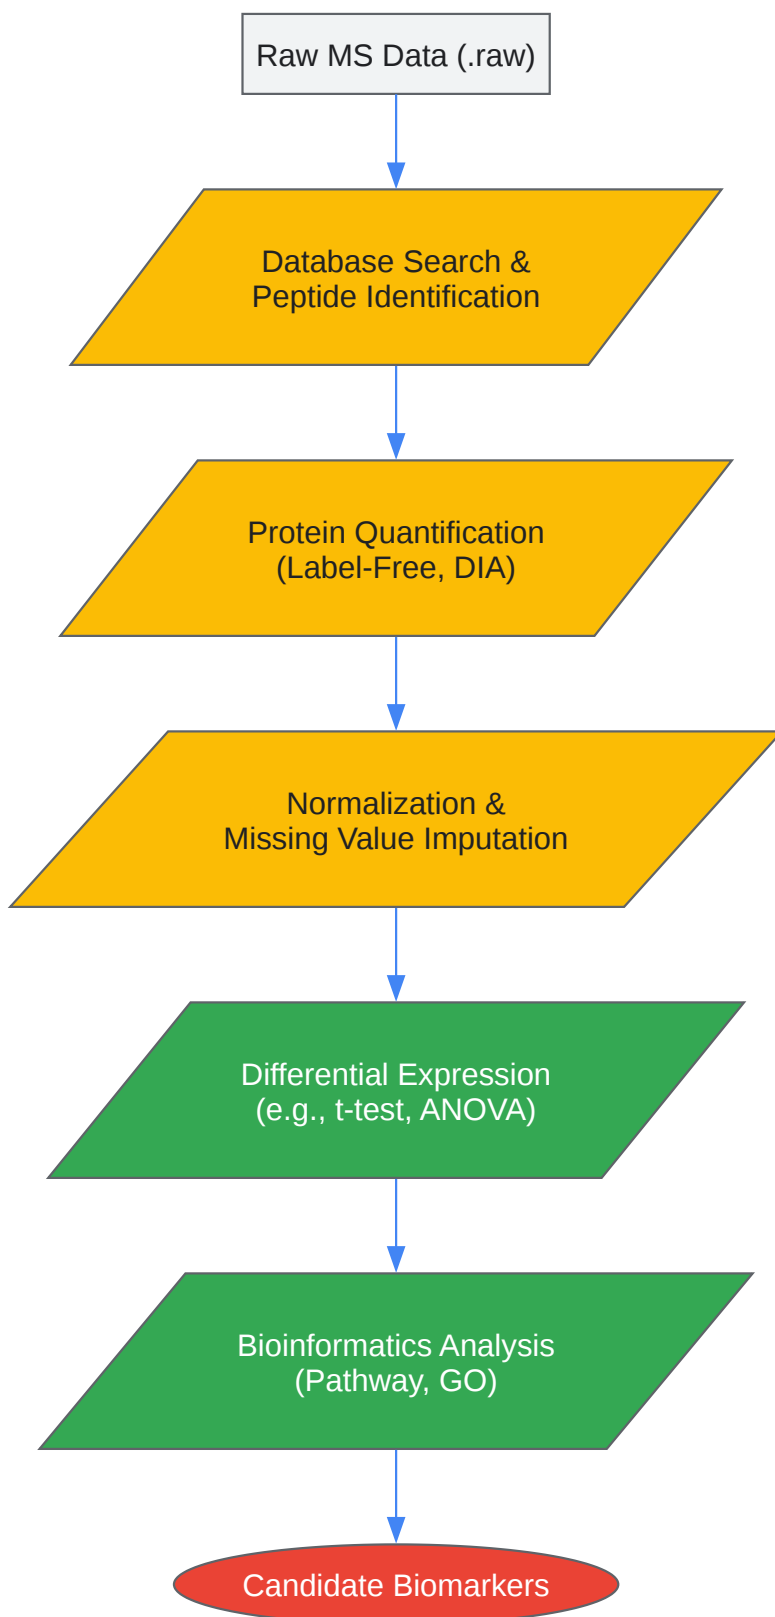 Raw MS Data (.raw)
Database Search &
Peptide Identification
Protein Quantification
(Label-Free, DIA)
Normalization &
Missing Value Imputation
Differential Expression
(e.g., t-test, ANOVA)
Bioinformatics Analysis
(Pathway, GO)
Candidate Biomarkers